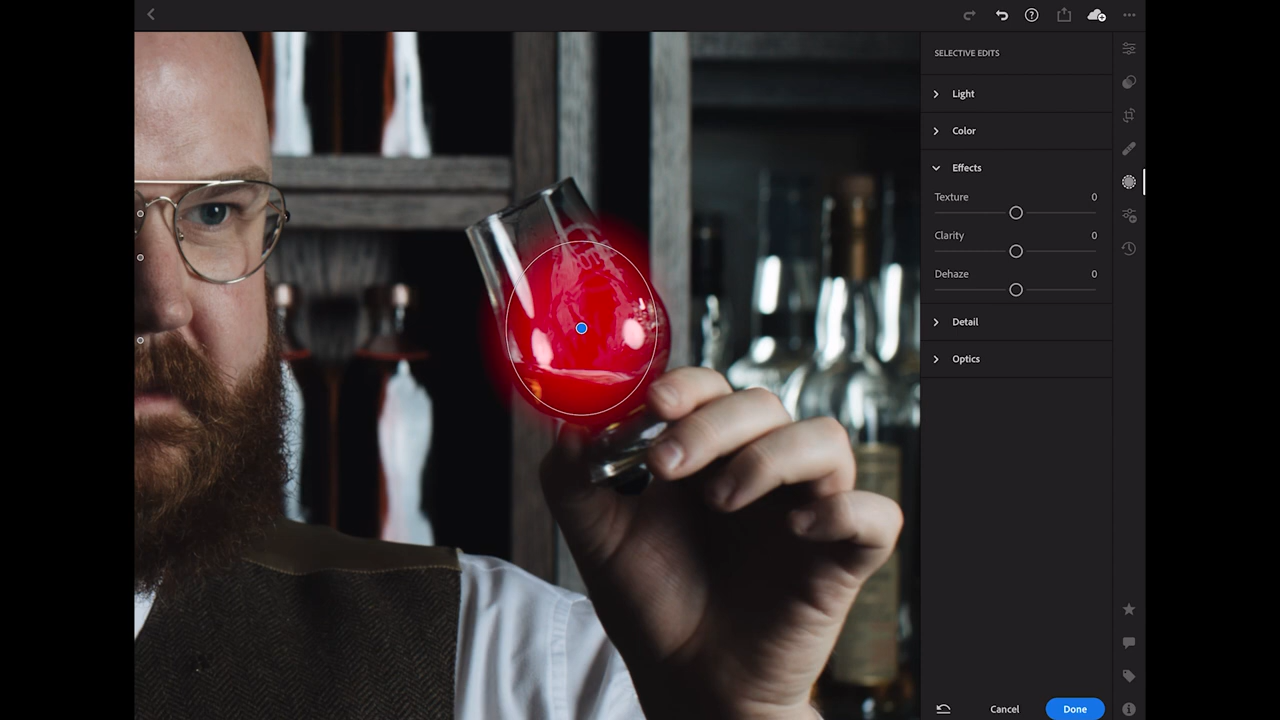 SELECTIVE EDITS
Light
Color
Effects
Texture 0
Clarity 0
Dehaze 0
Detail
Optics
Cancel
Done